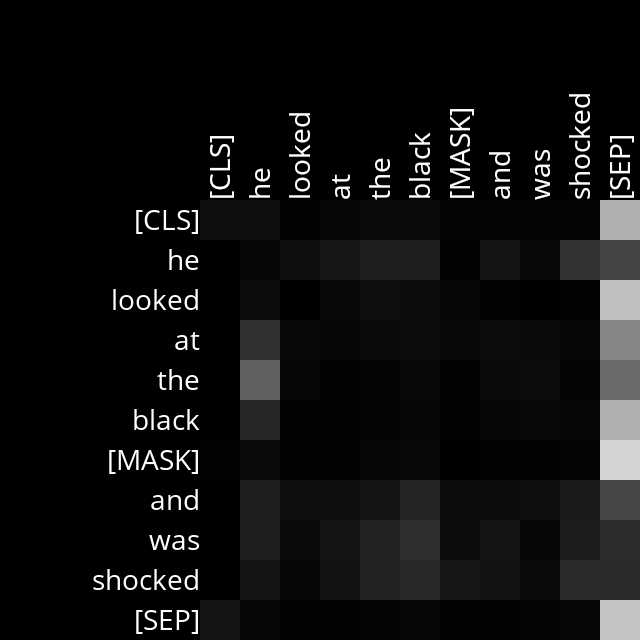 [CLS] he looked at the black [MASK] and was shocked [SEP]
[CLS]
he
looked
at
the
black
[MASK]
and
was
shocked
[SEP]